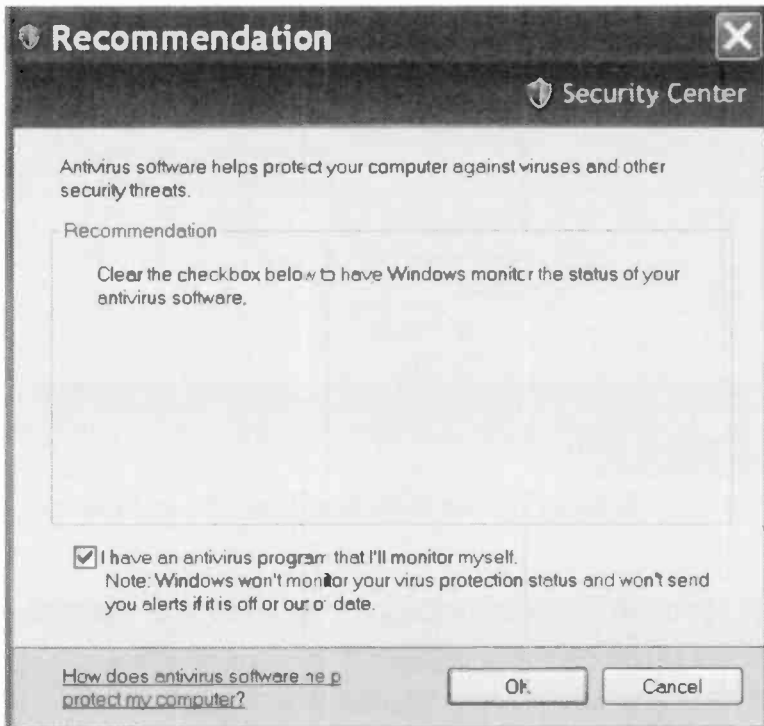 Recommendation
Security Center
Antivirus software helps protect your computer against viruses and other
security threats.
Recommendation
Clear the checkbox below to have Windows monitor the status of your
antivirus software.
I have an antivirus program that I'll monitor myself.
Note: Windows won't monitor your virus protection status and won't send
you alerts if it is off or out of date.
How does antivirus software help
protect my computer?
OK
Cancel